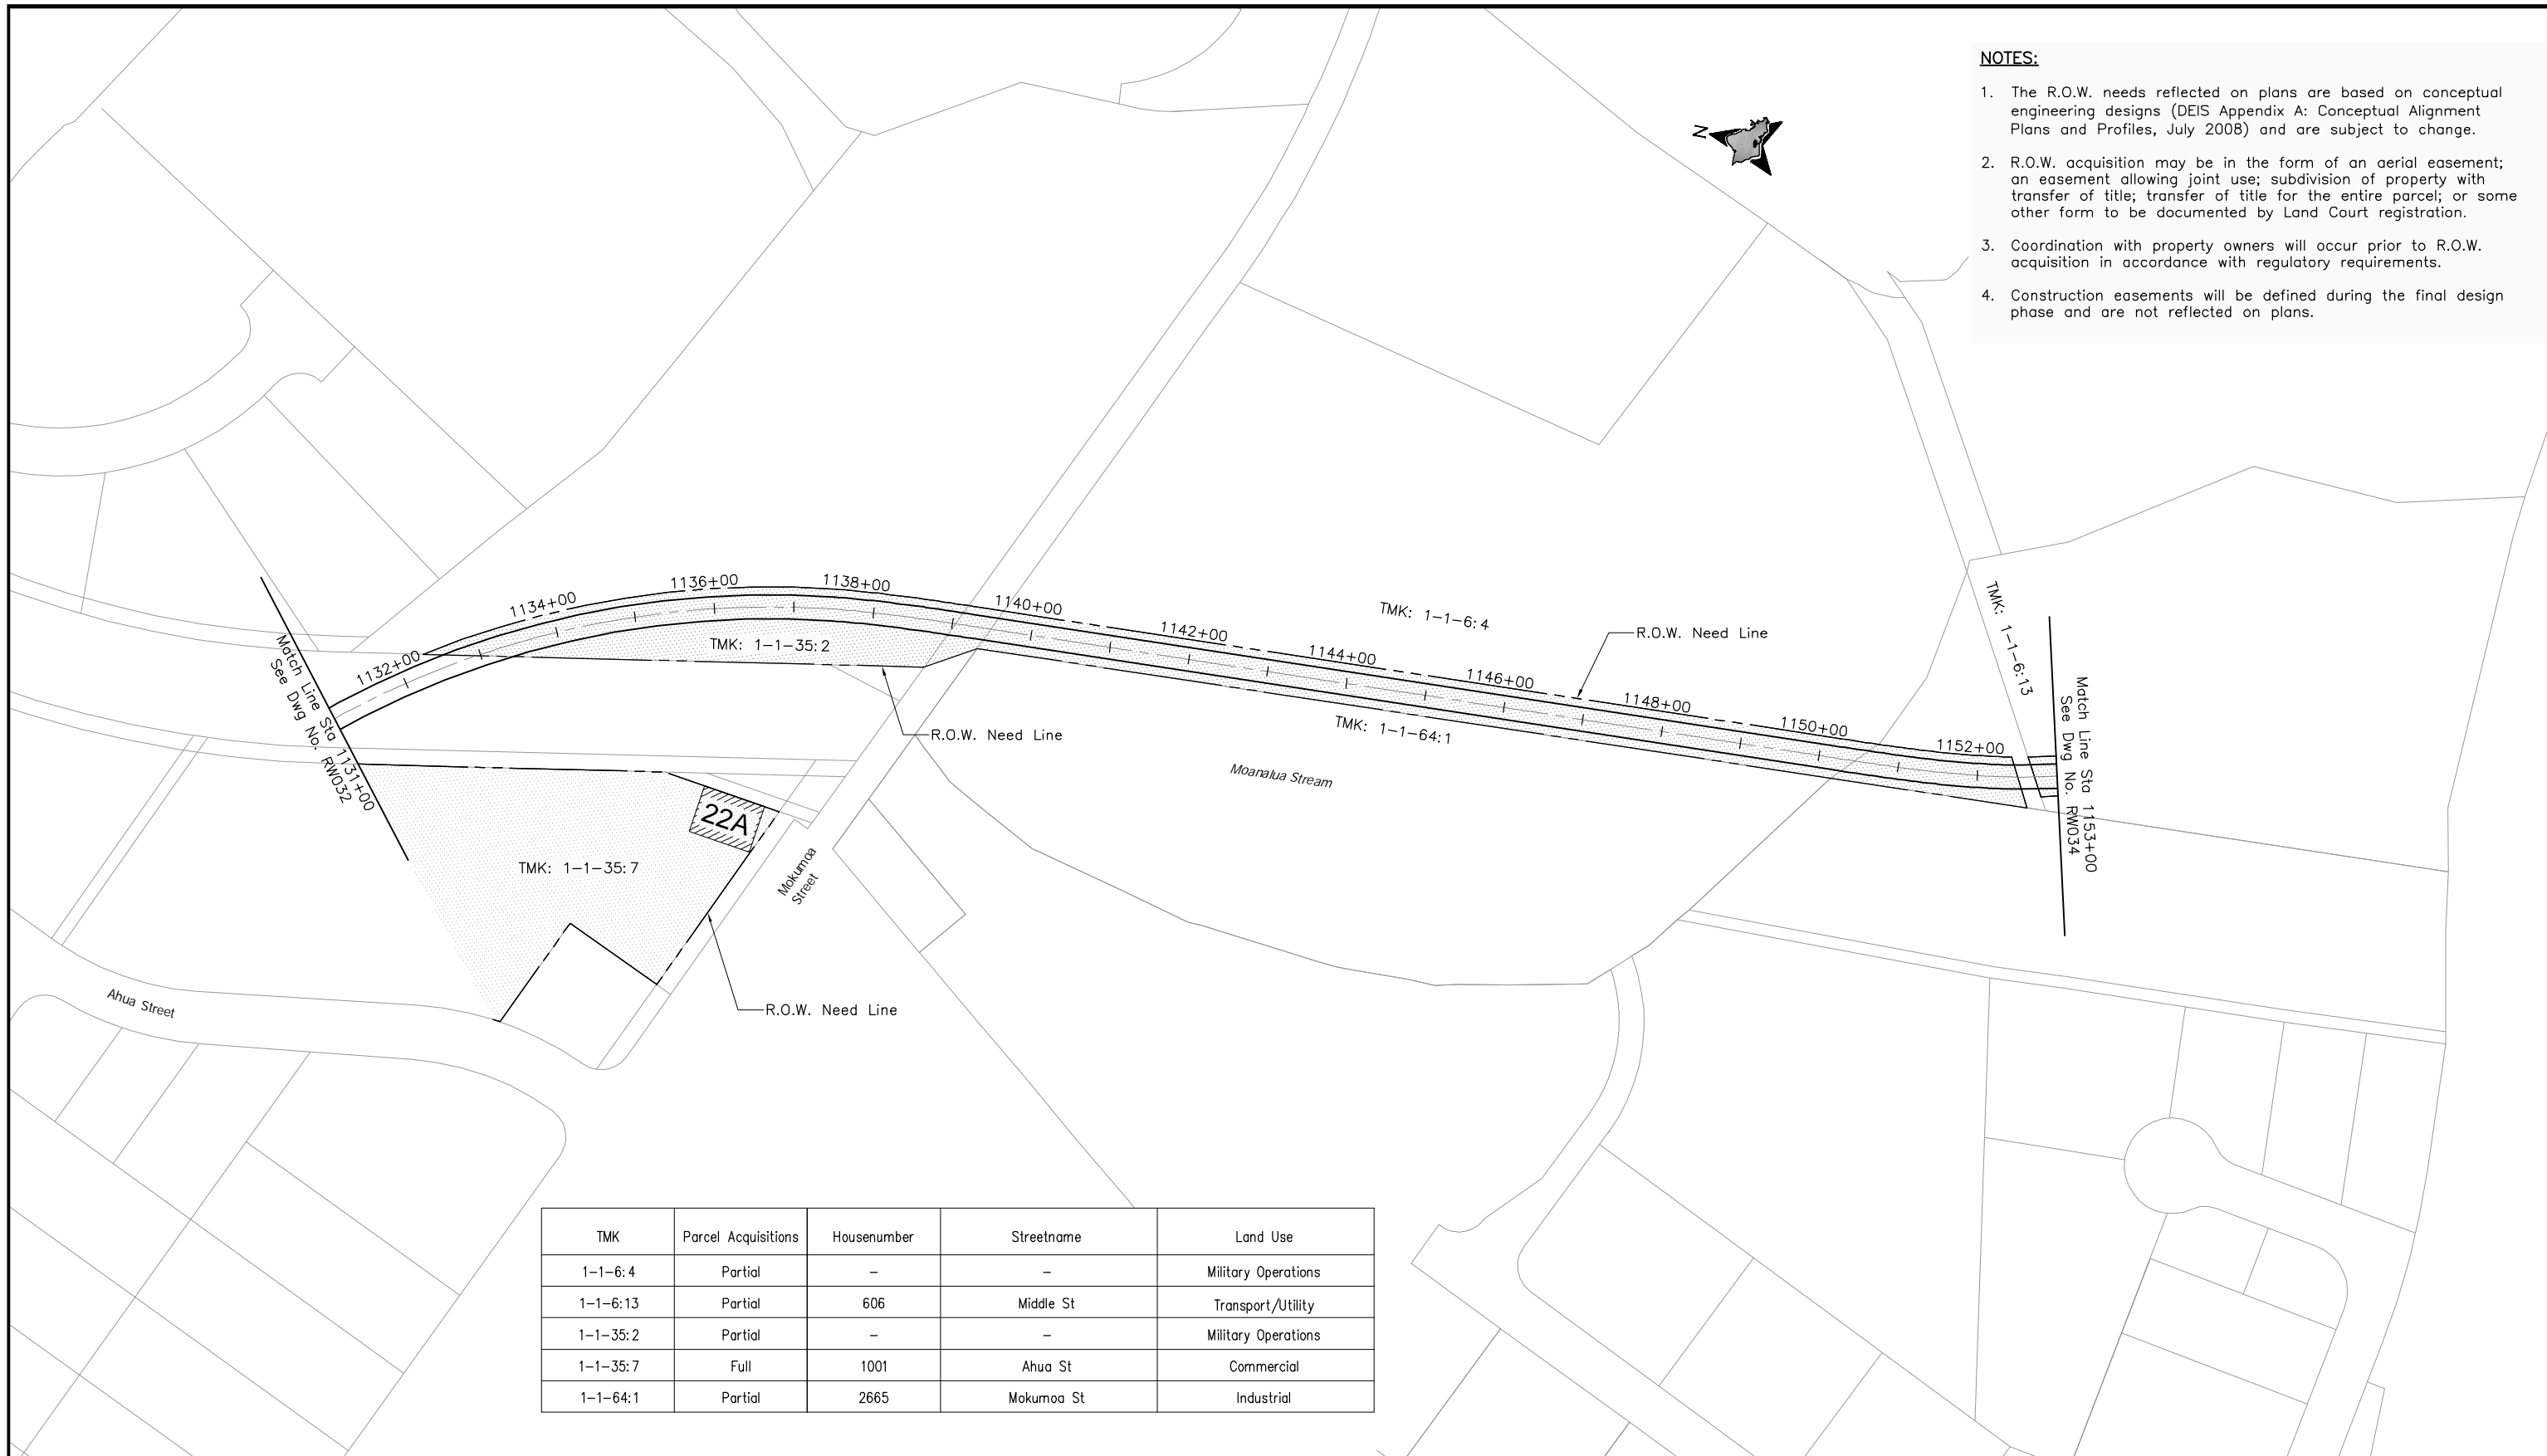 NOTES:
1. The R.O.W. needs reflected on plans are based on conceptual
engineering designs (DEIS Appendix A: Conceptual Alignment
Plans and Profiles, July 2008) and are subject to change.
2. R.O.W. acquisition may be in the form of an aerial easement;
an easement allowing joint use; subdivision of property with
transfer of title; transfer of title for the entire parcel; or some
other form to be documented by Land Court registration.
3. Coordination with property owners will occur prior to R.O.W.
acquisition in accordance with regulatory requirements.
4. Construction easements will be defined during the final design
phase and are not reflected on plans.
N
1132+00
1134+00
1136+00
1138+00
1140+00
1142+00
1144+00
1146+00
1148+00
1150+00
1152+00
TMK: 1-1-6:4
R.O.W. Need Line
TMK: 1-1-6:13
TMK: 1-1-35:2
Match Line Sta 1131+00
See Dwg No. RW032
Match Line Sta 1153+00
See Dwg No. RW034
R.O.W. Need Line
TMK: 1-1-64:1
Moanalua Stream
22A
TMK: 1-1-35:7
Mokumoa
Street
Ahua Street
R.O.W. Need Line
TMK Parcel Acquisitions Housenumber Streetname Land Use
1-1-6:4 Partial - - Military Operations
1-1-6:13 Partial 606 Middle St Transport/Utility
1-1-35:2 Partial - - Military Operations
1-1-35:7 Full 1001 Ahua St Commercial
1-1-64:1 Partial 2665 Mokumoa St Industrial